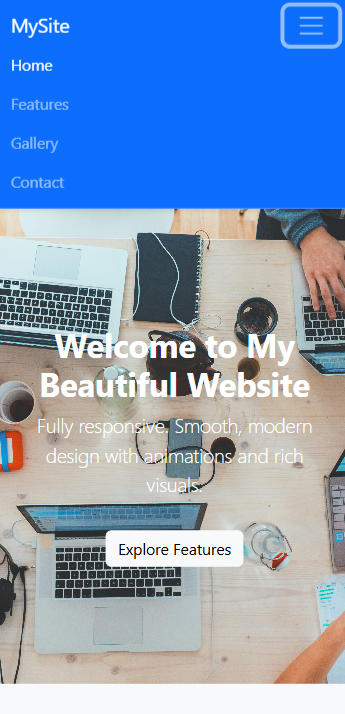 MySite
Home
Features
Gallery
Contact
Welcome to My
Beautiful Website
Fully responsive. Smooth, modern
design with animations and rich
visuals.
Explore Features